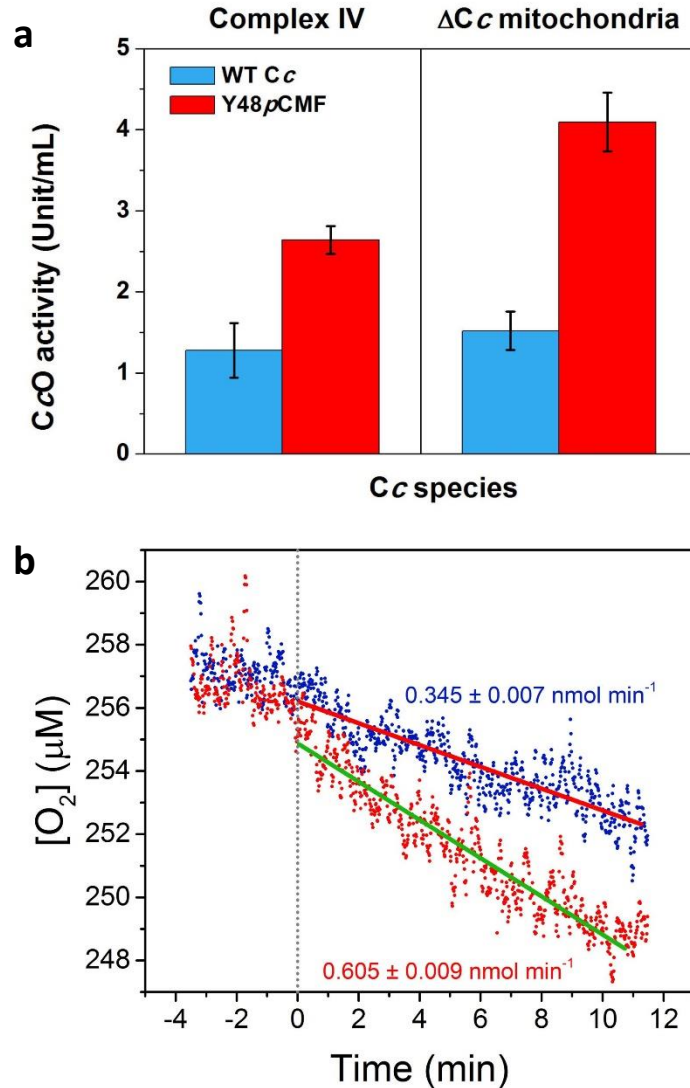 a
Complex IV
ΔCc mitochondria
WT Cc
Y48pCMF
5
4
3
2
1
0
CcO activity (Unit/mL)
Cc species
b
260
258
256
254
252
250
248
[O₂] (μM)
0.345 ± 0.007 nmol min⁻¹
0.605 ± 0.009 nmol min⁻¹
-4 -2 0 2 4 6 8 10 12
Time (min)